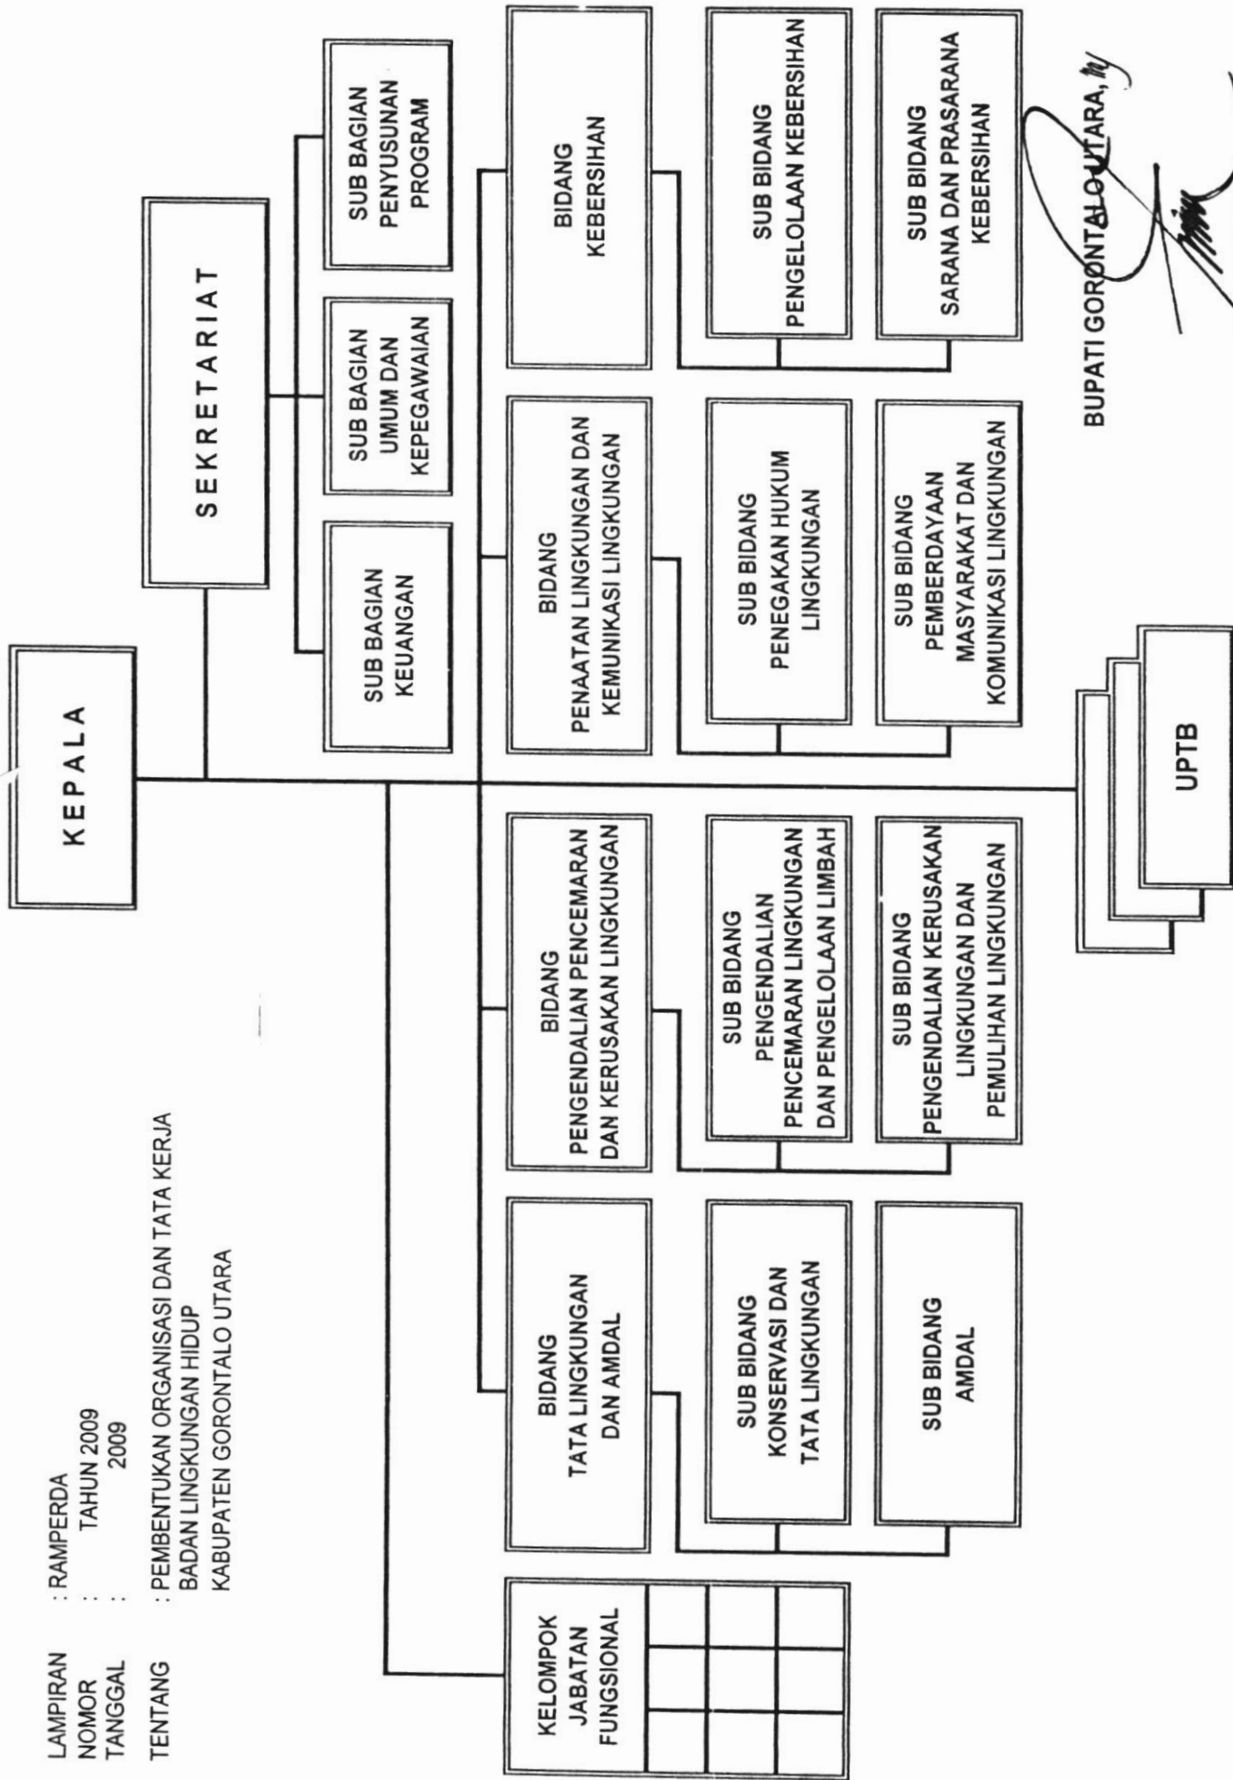 LAMPIRAN : RAMPERDA
NOMOR : TAHUN 2009
TANGGAL : 2009
TENTANG : PEMBENTUKAN ORGANISASI DAN TATA KERJA
BADAN LINGKUNGAN HIDUP
KABUPATEN GORONTALO UTARA
KEPALA
SEKRETARIAT
SUB BAGIAN
KEUANGAN
SUB BAGIAN
UMUM DAN
KEPEGAWAIAN
SUB BAGIAN
PENYUSUNAN
PROGRAM
KELOMPOK
JABATAN
FUNGSIONAL
BIDANG
TATA LINGKUNGAN
DAN AMDAL
BIDANG
PENGENDALIAN PENCEMARAN
DAN KERUSAKAN LINGKUNGAN
BIDANG
PENAATAN LINGKUNGAN DAN
KEMUNIKASI LINGKUNGAN
BIDANG
KEBERSIHAN
SUB BIDANG
KONSERVASI DAN
TATA LINGKUNGAN
SUB BIDANG
PENGENDALIAN
PENCEMARAN LINGKUNGAN
DAN PENGELOLAAN LIMBAH
SUB BIDANG
PENEGAKAN HUKUM
LINGKUNGAN
SUB BIDANG
PENGELOLAAN KEBERSIHAN
SUB BIDANG
AMDAL
SUB BIDANG
PENGENDALIAN KERUSAKAN
LINGKUNGAN DAN
PEMULIHAN LINGKUNGAN
SUB BIDANG
PEMBERDAYAAN
MASYARAKAT DAN
KOMUNIKASI LINGKUNGAN
SUB BIDANG
SARANA DAN PRASARANA
KEBERSIHAN
UPTB
BUPATI GORONTALO UTARA,